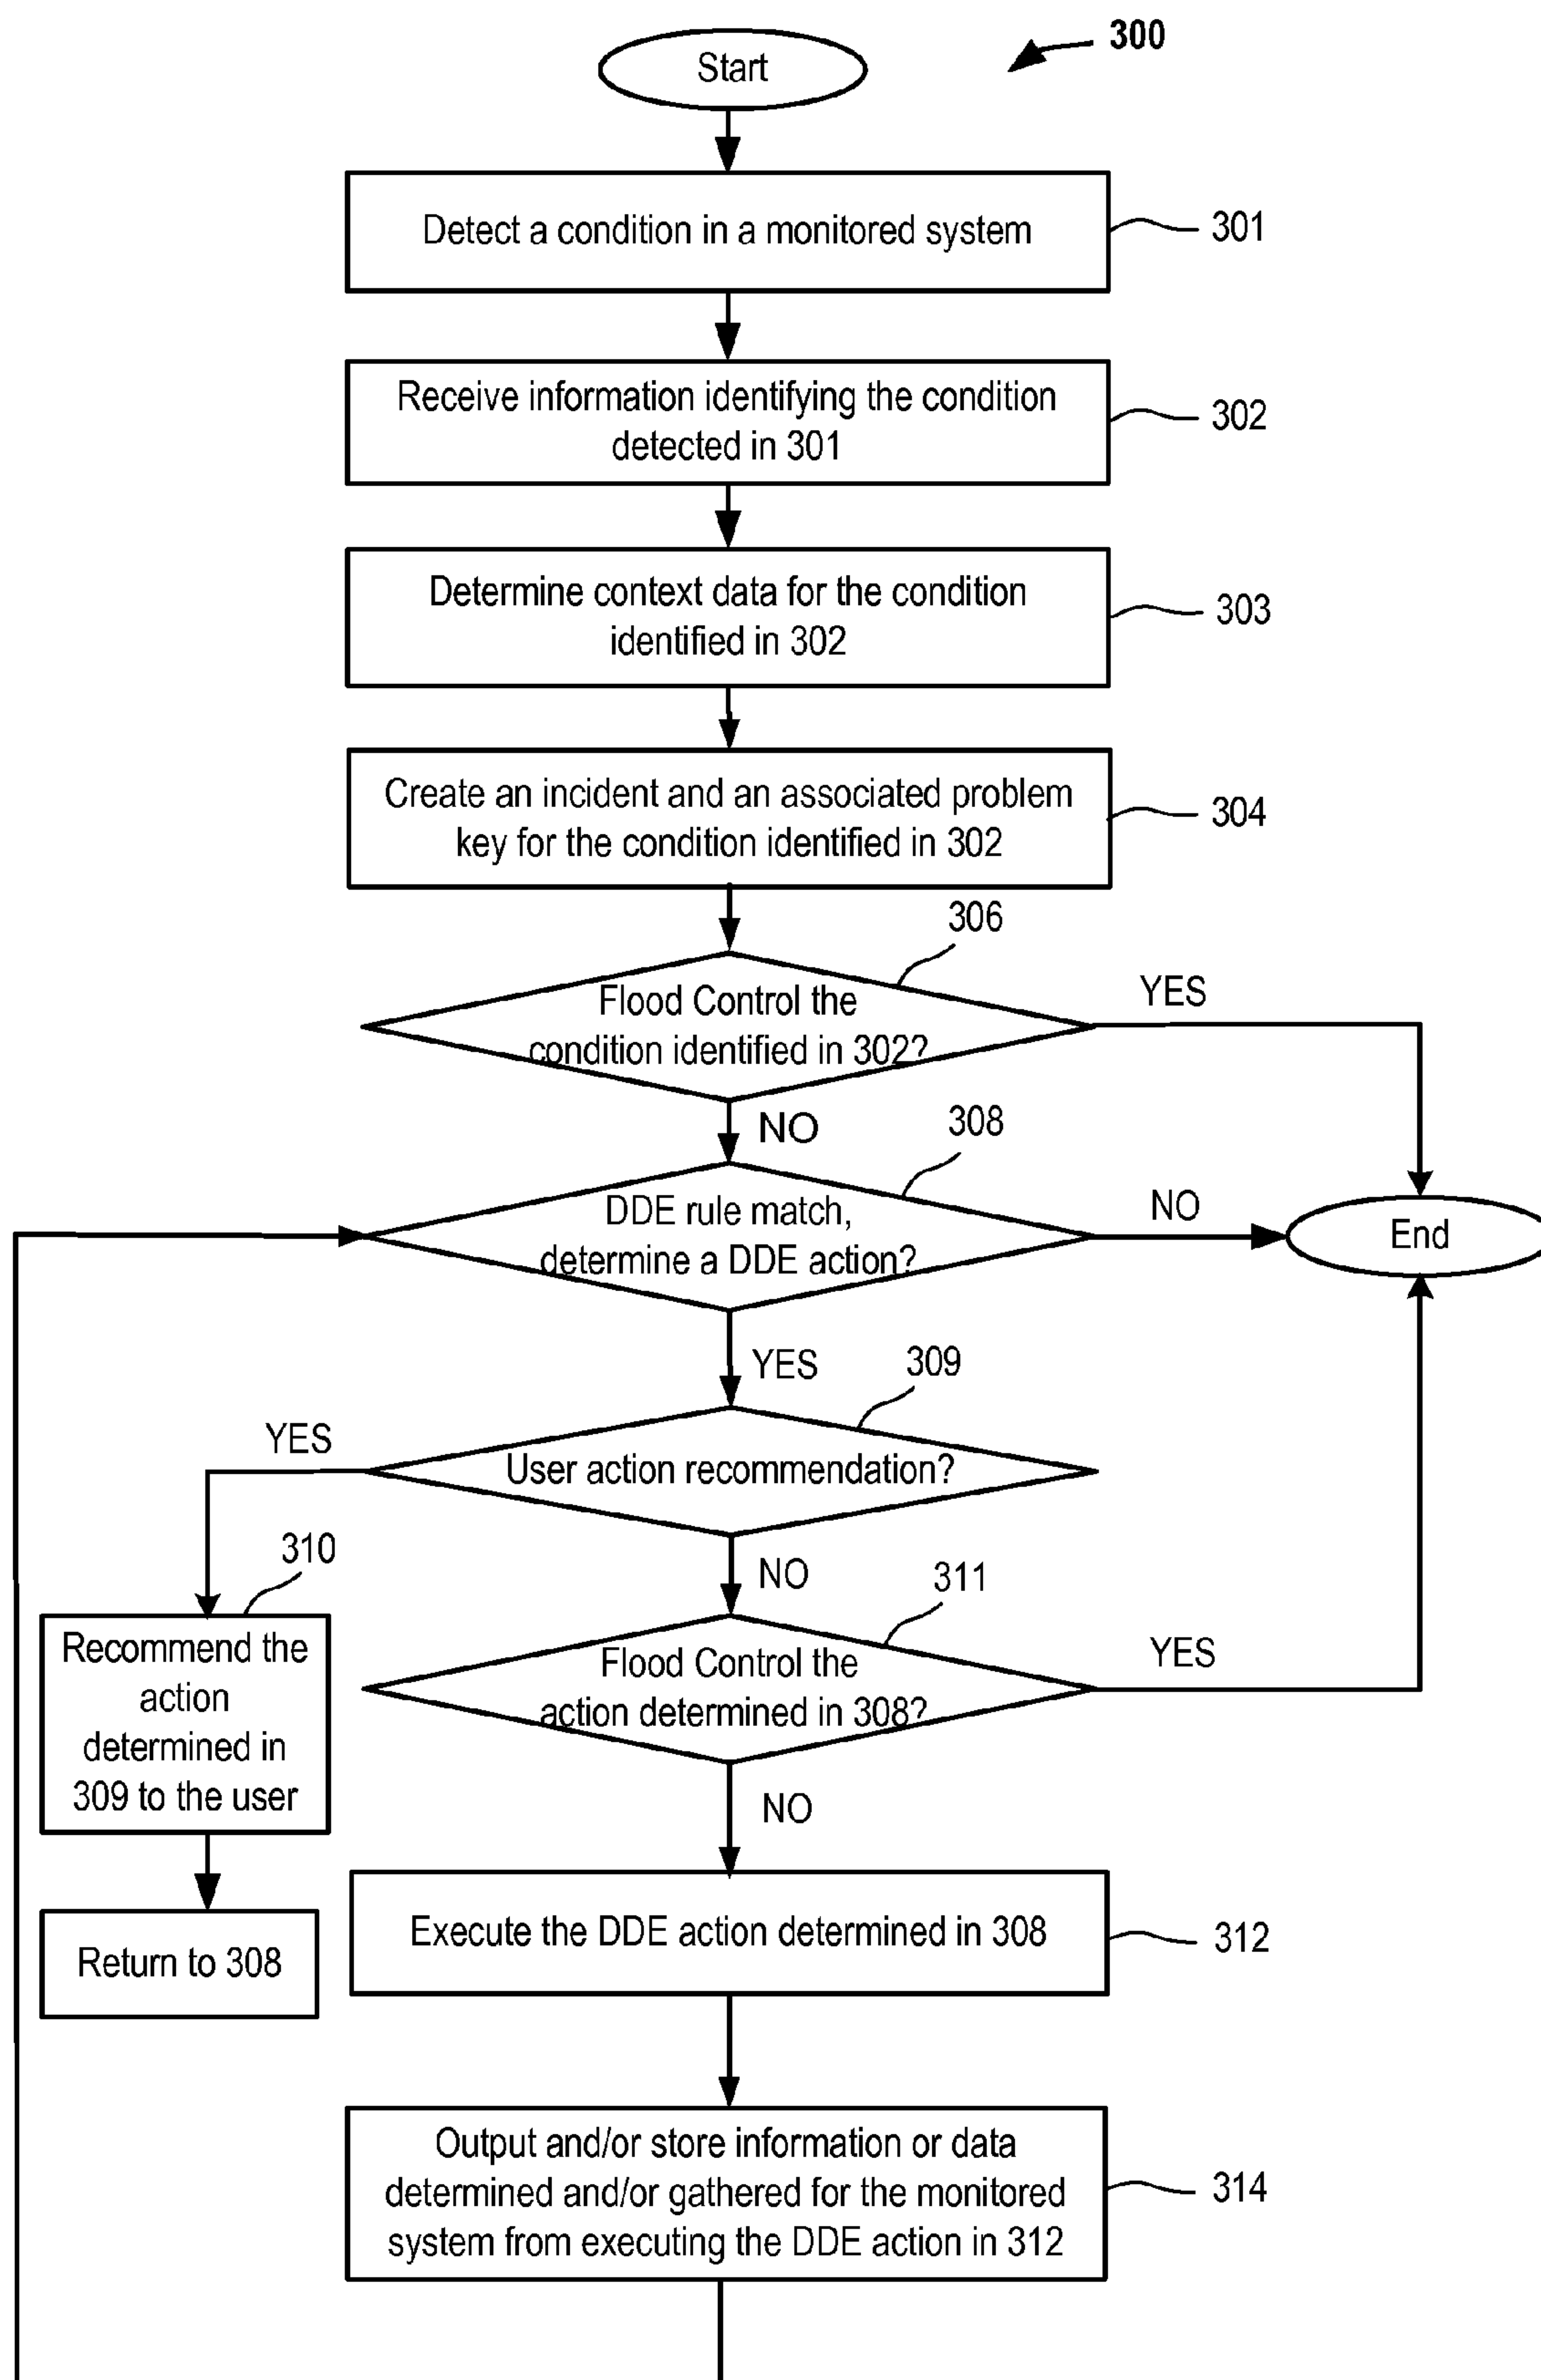 300
Start
Detect a condition in a monitored system
301
Receive information identifying the condition
detected in 301
302
Determine context data for the condition
identified in 302
303
Create an incident and an associated problem
key for the condition identified in 302
304
306
Flood Control the
condition identified in 302?
YES
NO
308
DDE rule match,
determine a DDE action?
NO
End
YES
309
User action recommendation?
YES
NO
310
Recommend the
action
determined in
309 to the user
Return to 308
311
Flood Control the
action determined in 308?
YES
NO
Execute the DDE action determined in 308
312
Output and/or store information or data
determined and/or gathered for the monitored
system from executing the DDE action in 312
314